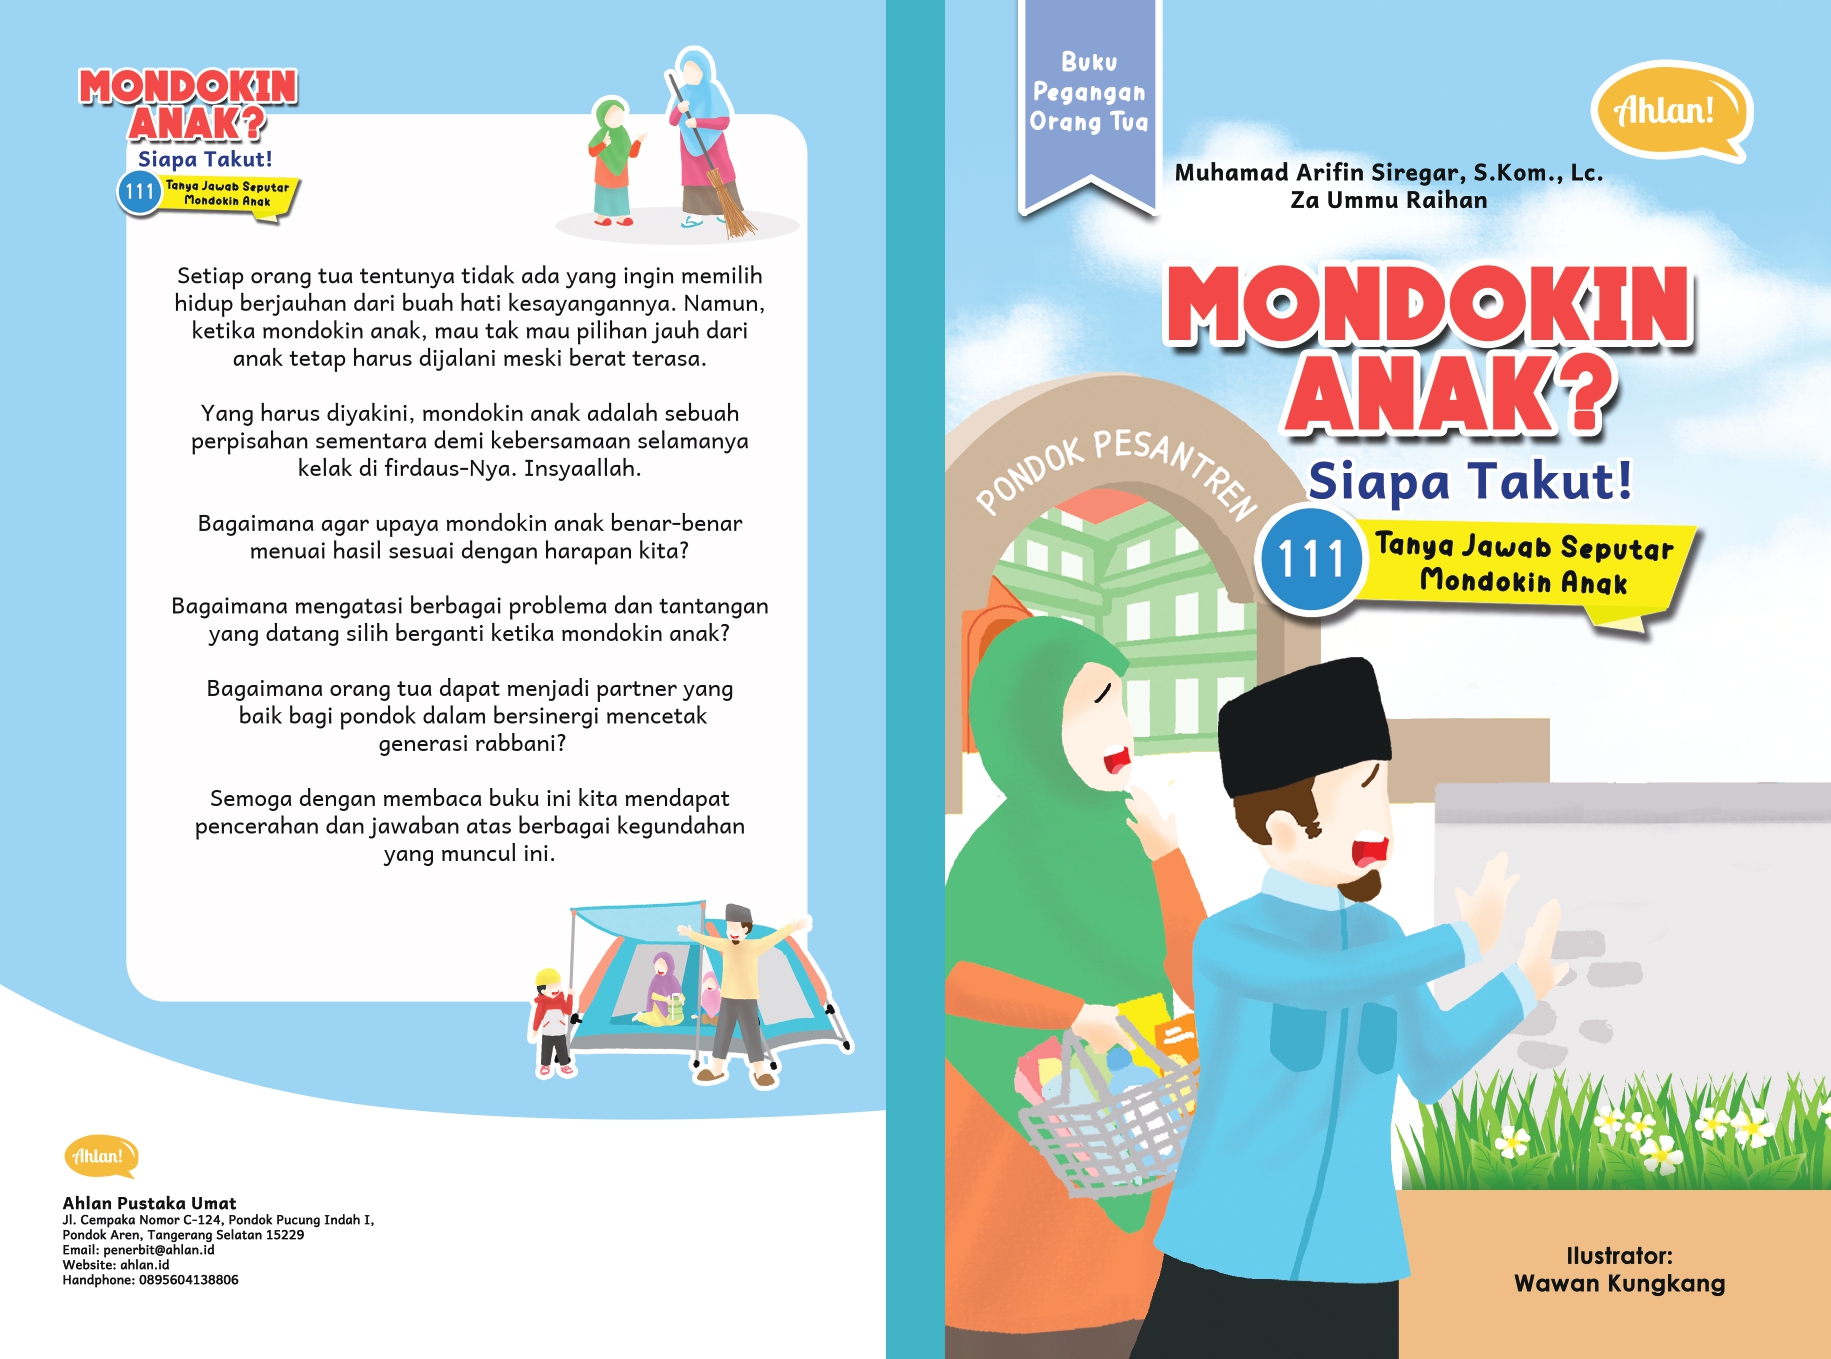 MONDOKIN
ANAK?
Siapa Takut!
111
Tanya Jawab Seputar
Mondokin Anak
Setiap orang tua tentunya tidak ada yang ingin memilih
hidup berjauhan dari buah hati kesayangannya. Namun,
ketika mondokin anak, mau tak mau pilihan jauh dari
anak tetap harus dijalani meski berat terasa.
Yang harus diyakini, mondokin anak adalah sebuah
perpisahan sementara demi kebersamaan selamanya
kelak di firdaus-Nya. Insyaallah.
Bagaimana agar upaya mondokin anak benar-benar
menuai hasil sesuai dengan harapan kita?
Bagaimana mengatasi berbagai problema dan tantangan
yang datang silih berganti ketika mondokin anak?
Bagaimana orang tua dapat menjadi partner yang
baik bagi pondok dalam bersinergi mencetak
generasi rabbani?
Semoga dengan membaca buku ini kita mendapat
pencerahan dan jawaban atas berbagai kegundahan
yang muncul ini.
Ahlan!
Ahlan Pustaka Umat
Jl. Cempaka Nomor C-124, Pondok Pucung Indah I,
Pondok Aren, Tangerang Selatan 15229
Email: penerbit@ahlan.id
Website: ahlan.id
Handphone: 0895604138806
Buku
Pegangan
Orang Tua
Ahlan!
Muhamad Arifin Siregar, S.Kom., Lc.
Za Ummu Raihan
MONDOKIN
ANAK?
Siapa Takut!
111
Tanya Jawab Seputar
Mondokin Anak
PONDOK PESANTREN
Ilustrator:
Wawan Kungkang